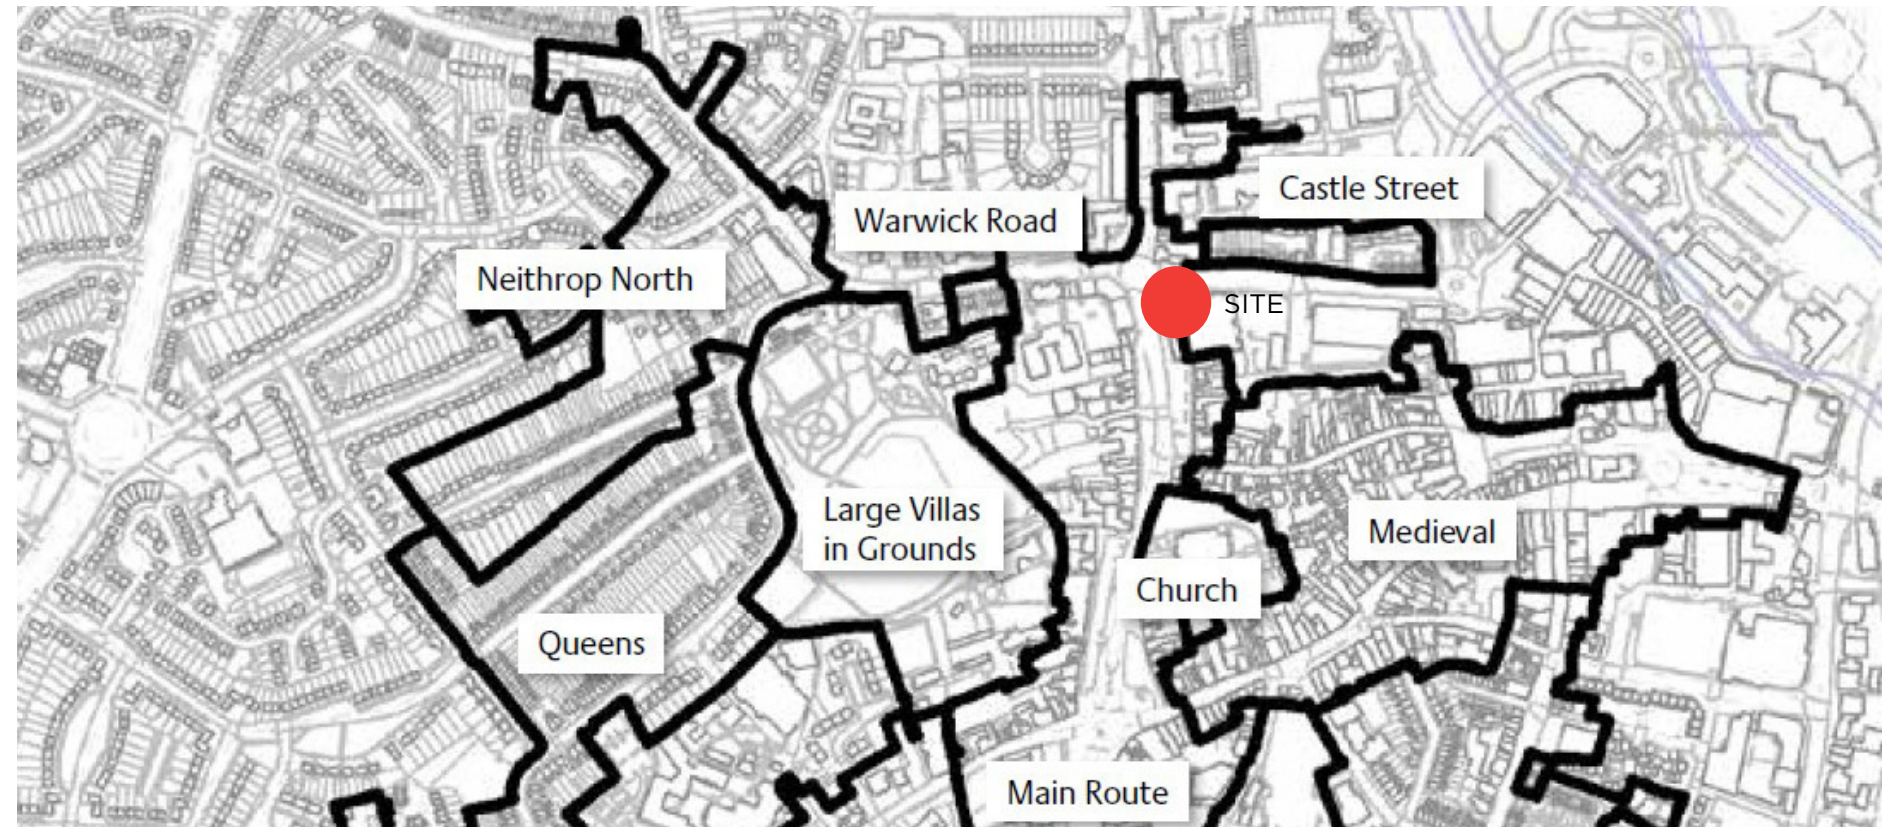 Castle Street
Warwick Road
Neithrop North
SITE
Large Villas
in Grounds
Medieval
Church
Queens
Main Route